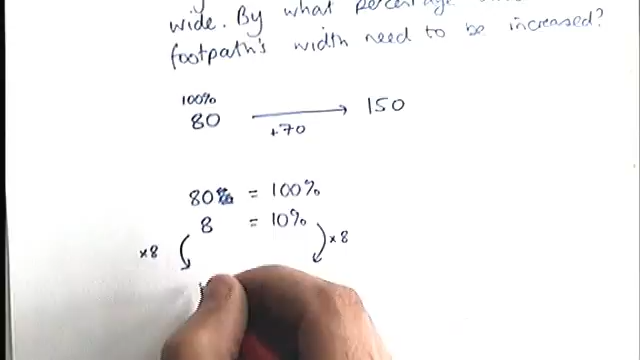 wide. By what percentage
footpath's width need to be increased?
100%
80 150
+70
80 = 100%
8 = 10%
×8 ×8